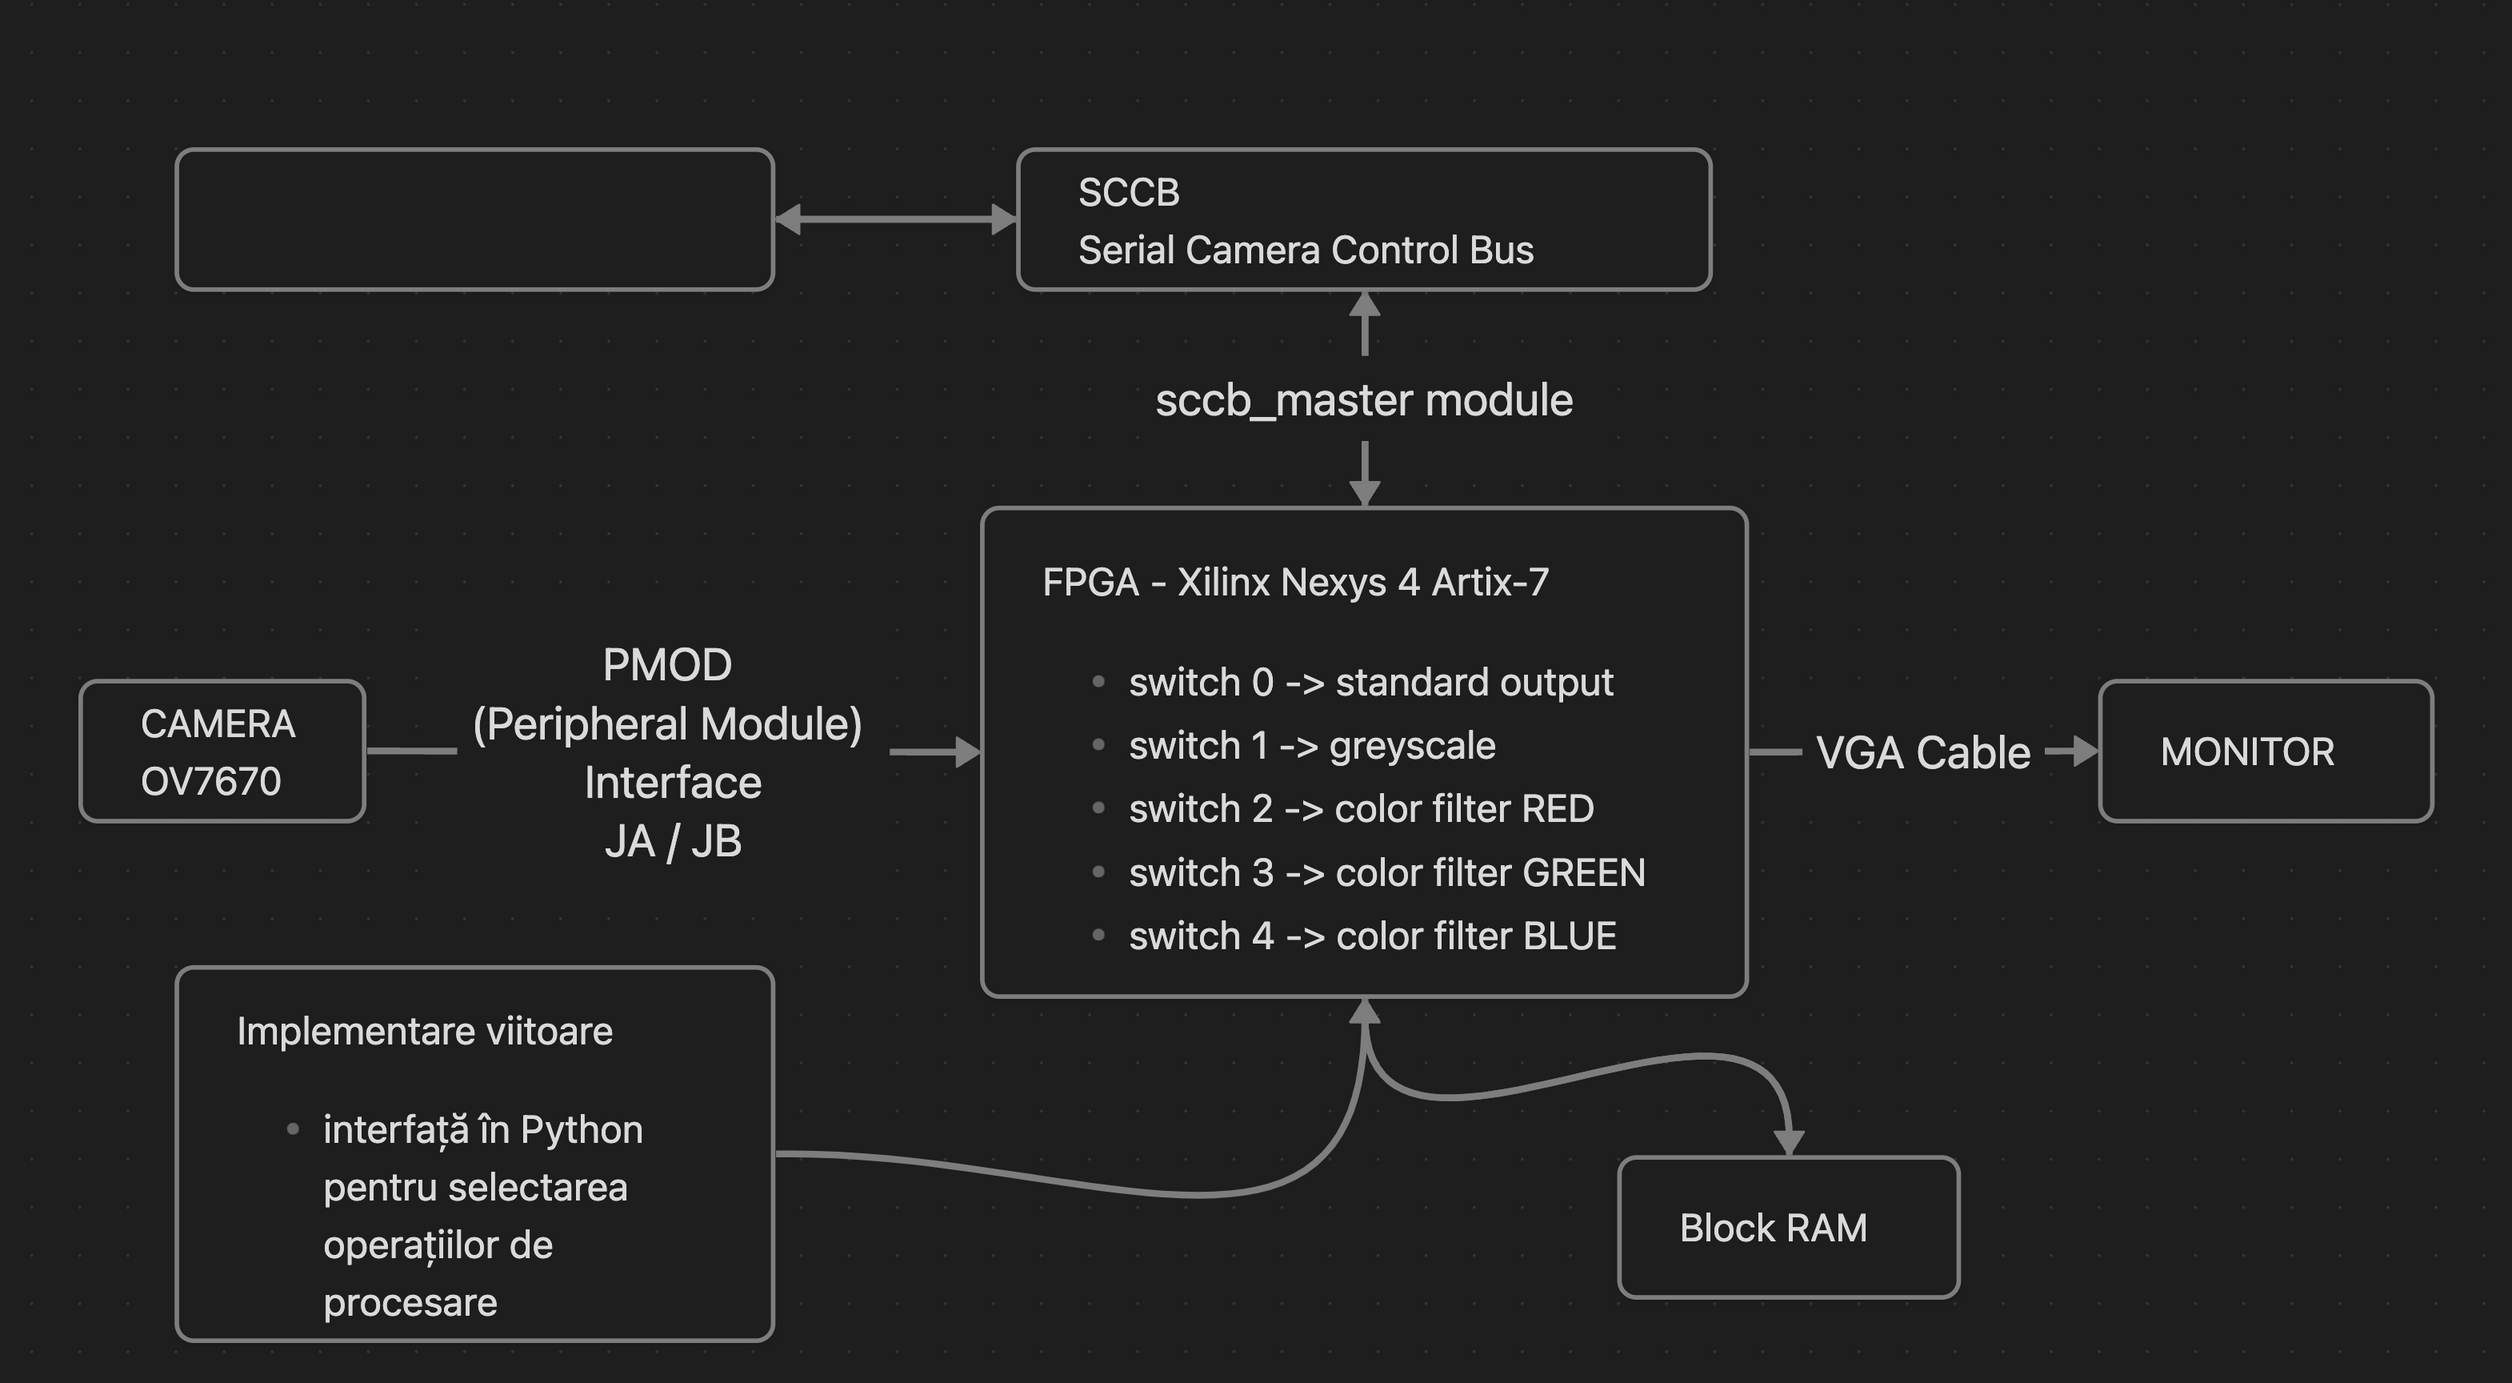 SCCB
Serial Camera Control Bus
sccb_master module
FPGA - Xilinx Nexys 4 Artix-7
switch 0 -> standard output
switch 1 -> greyscale
switch 2 -> color filter RED
switch 3 -> color filter GREEN
switch 4 -> color filter BLUE
CAMERA
OV7670
PMOD
(Peripheral Module)
Interface
JA / JB
VGA Cable
MONITOR
Implementare viitoare
interfață în Python
pentru selectarea
operațiilor de
procesare
Block RAM